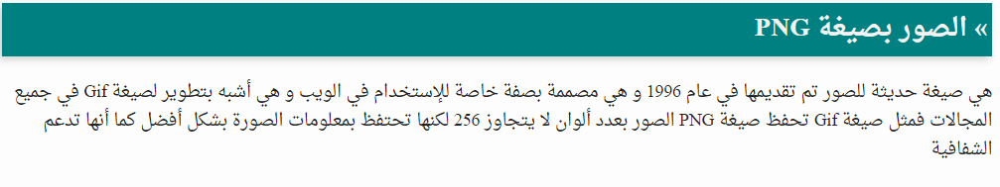 » الصور بصيغة PNG
هي صيغة حديثة للصور تم تقديمها في عام 1996 و هي مصممة بصفة خاصة للإستخدام في الويب و هي أشبه بتطوير لصيغة Gif في جميع
المجالات فمثل صيغة Gif تحفظ صيغة PNG الصور بعدد ألوان لا يتجاوز 256 لكنها تحتفظ بمعلومات الصورة بشكل أفضل كما أنها تدعم
الشفافية